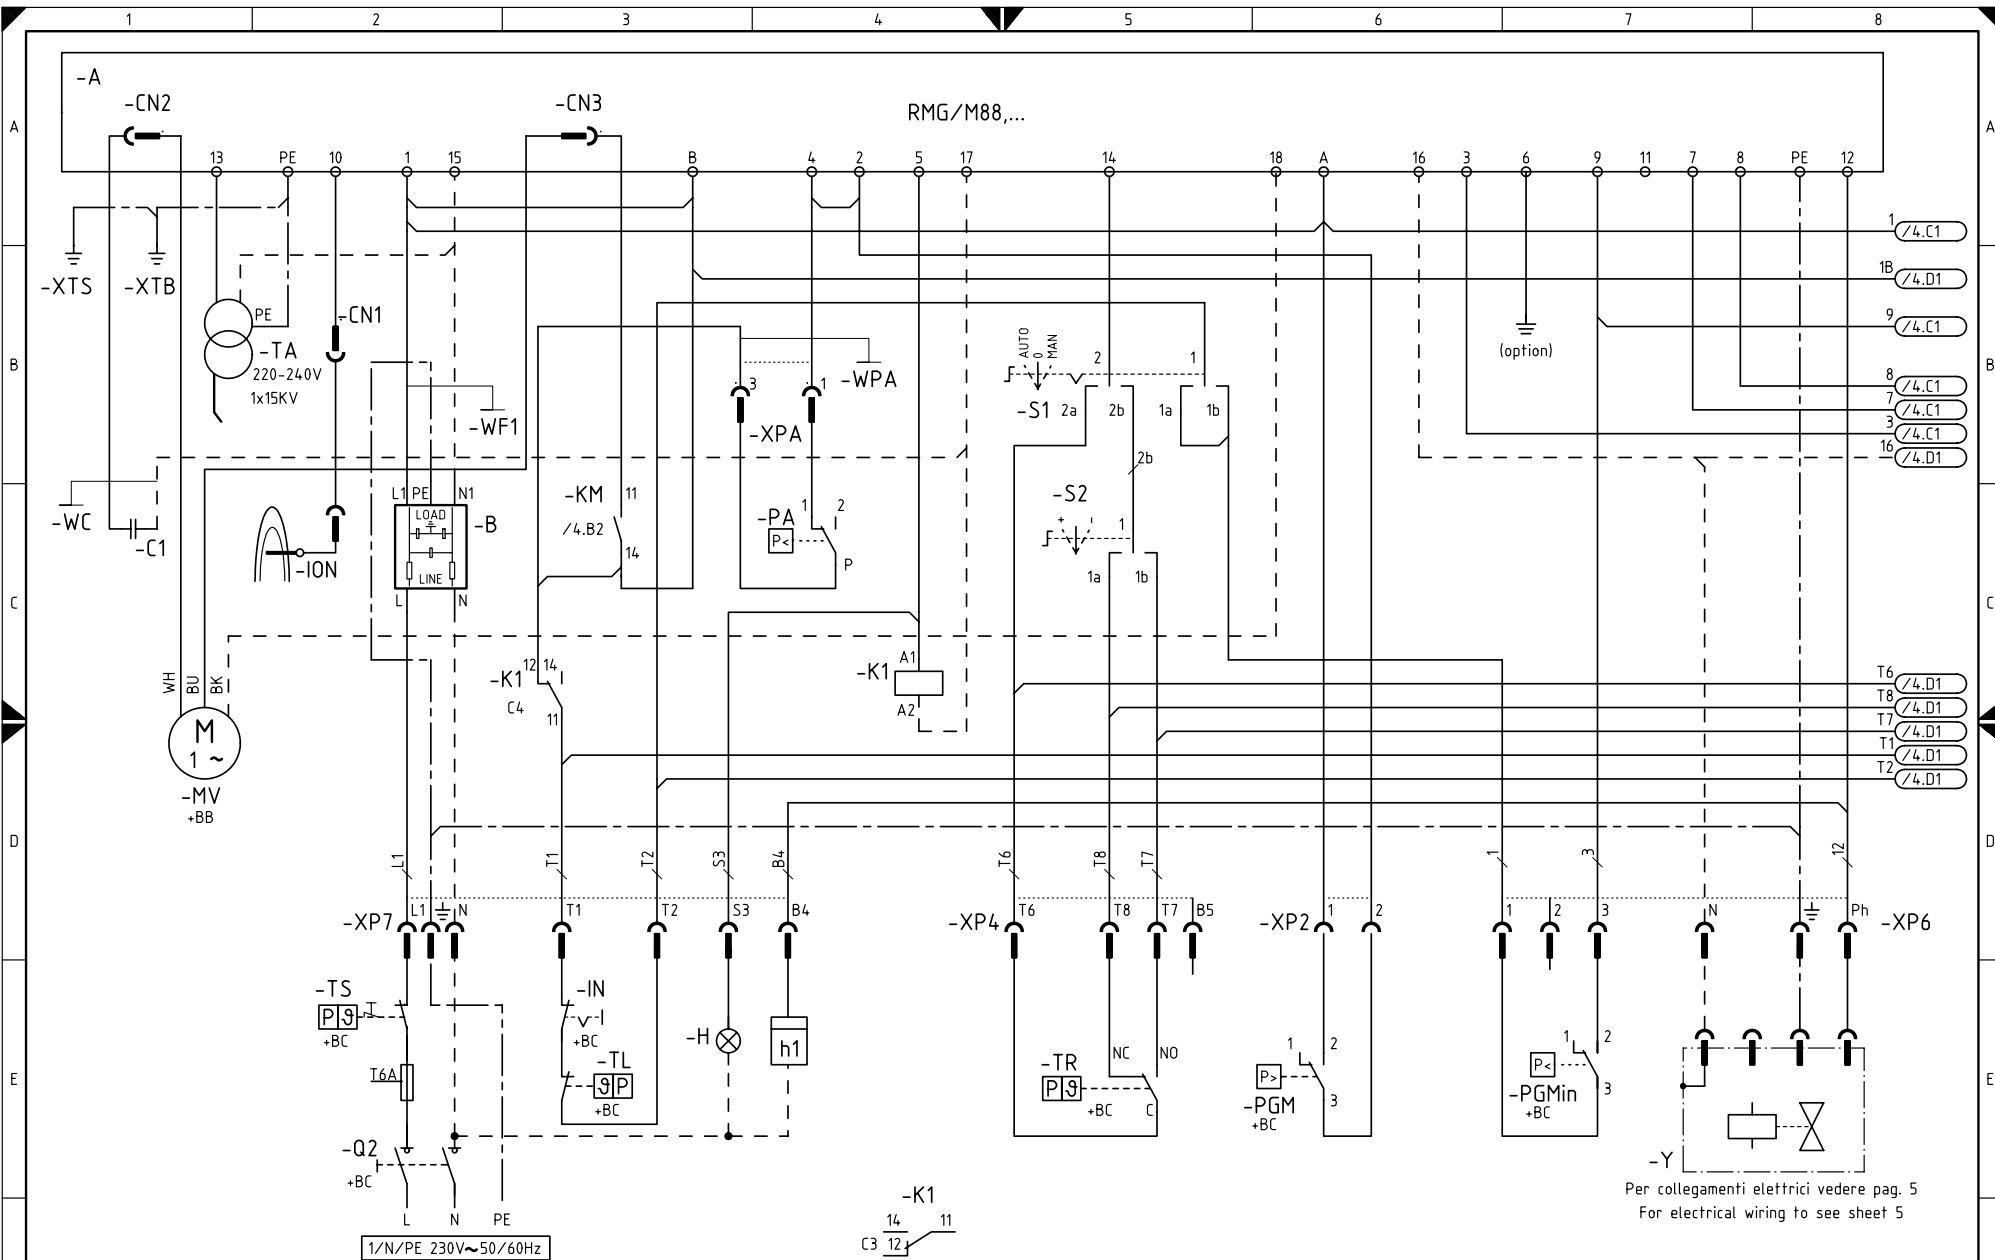 1 2 3 4 5 6 7 8
-A
-CN2 -CN3 RMG/M88,...
A A
13 PE 10 1 15 B 4 2 5 17 14 18 A 16 3 6 9 11 7 8 PE 12
1 /4.C1
1B /4.D1
-XTS -XTB
PE -CN1
9 /4.C1
-TA
220-240V
1x15KV
AUTO 0 MAN
(option)
B B
2 1
3 1 -WPA
8 /4.C1
-S1 2a 2b 1a 1b
7 /4.C1
-WF1 -XPA
3 /4.C1
16 /4.D1
2b
L1 PE N1 -KM 11 -S2
LOAD
-WC -C1 -B /4.B2 -PA 1 2 + - 1
P<
14 P
-ION LINE
L N 1a 1b
C C
12 14 A1
-K1 -K1
C4 A2
11
WH BU BK
T6 /4.D1
T8 /4.D1
T7 /4.D1
T1 /4.D1
T2 /4.D1
M
1 ~
-MV
+BB
D D
L1 T1 T2 S3 B4 T6 T8 T7 1 3 12
-XP7 L1 N T1 T2 S3 B4 -XP4 T6 T8 T7 B5 -XP2 1 2 1 2 3 N Ph -XP6
-TS -IN
P ϑ
+BC +BC
-H h1
-TL
ϑ P
+BC
NC NO
-TR
P ϑ
+BC C
1 2
P>
-PGM 3
+BC
1 2
P<
-PGMin 3
+BC
E E
T6A
-Q2
+BC
-Y
Per collegamenti elettrici vedere pag. 5
For electrical wiring to see sheet 5
L N PE
-K1
14 11
C3 12
1/N/PE 230V~50/60Hz